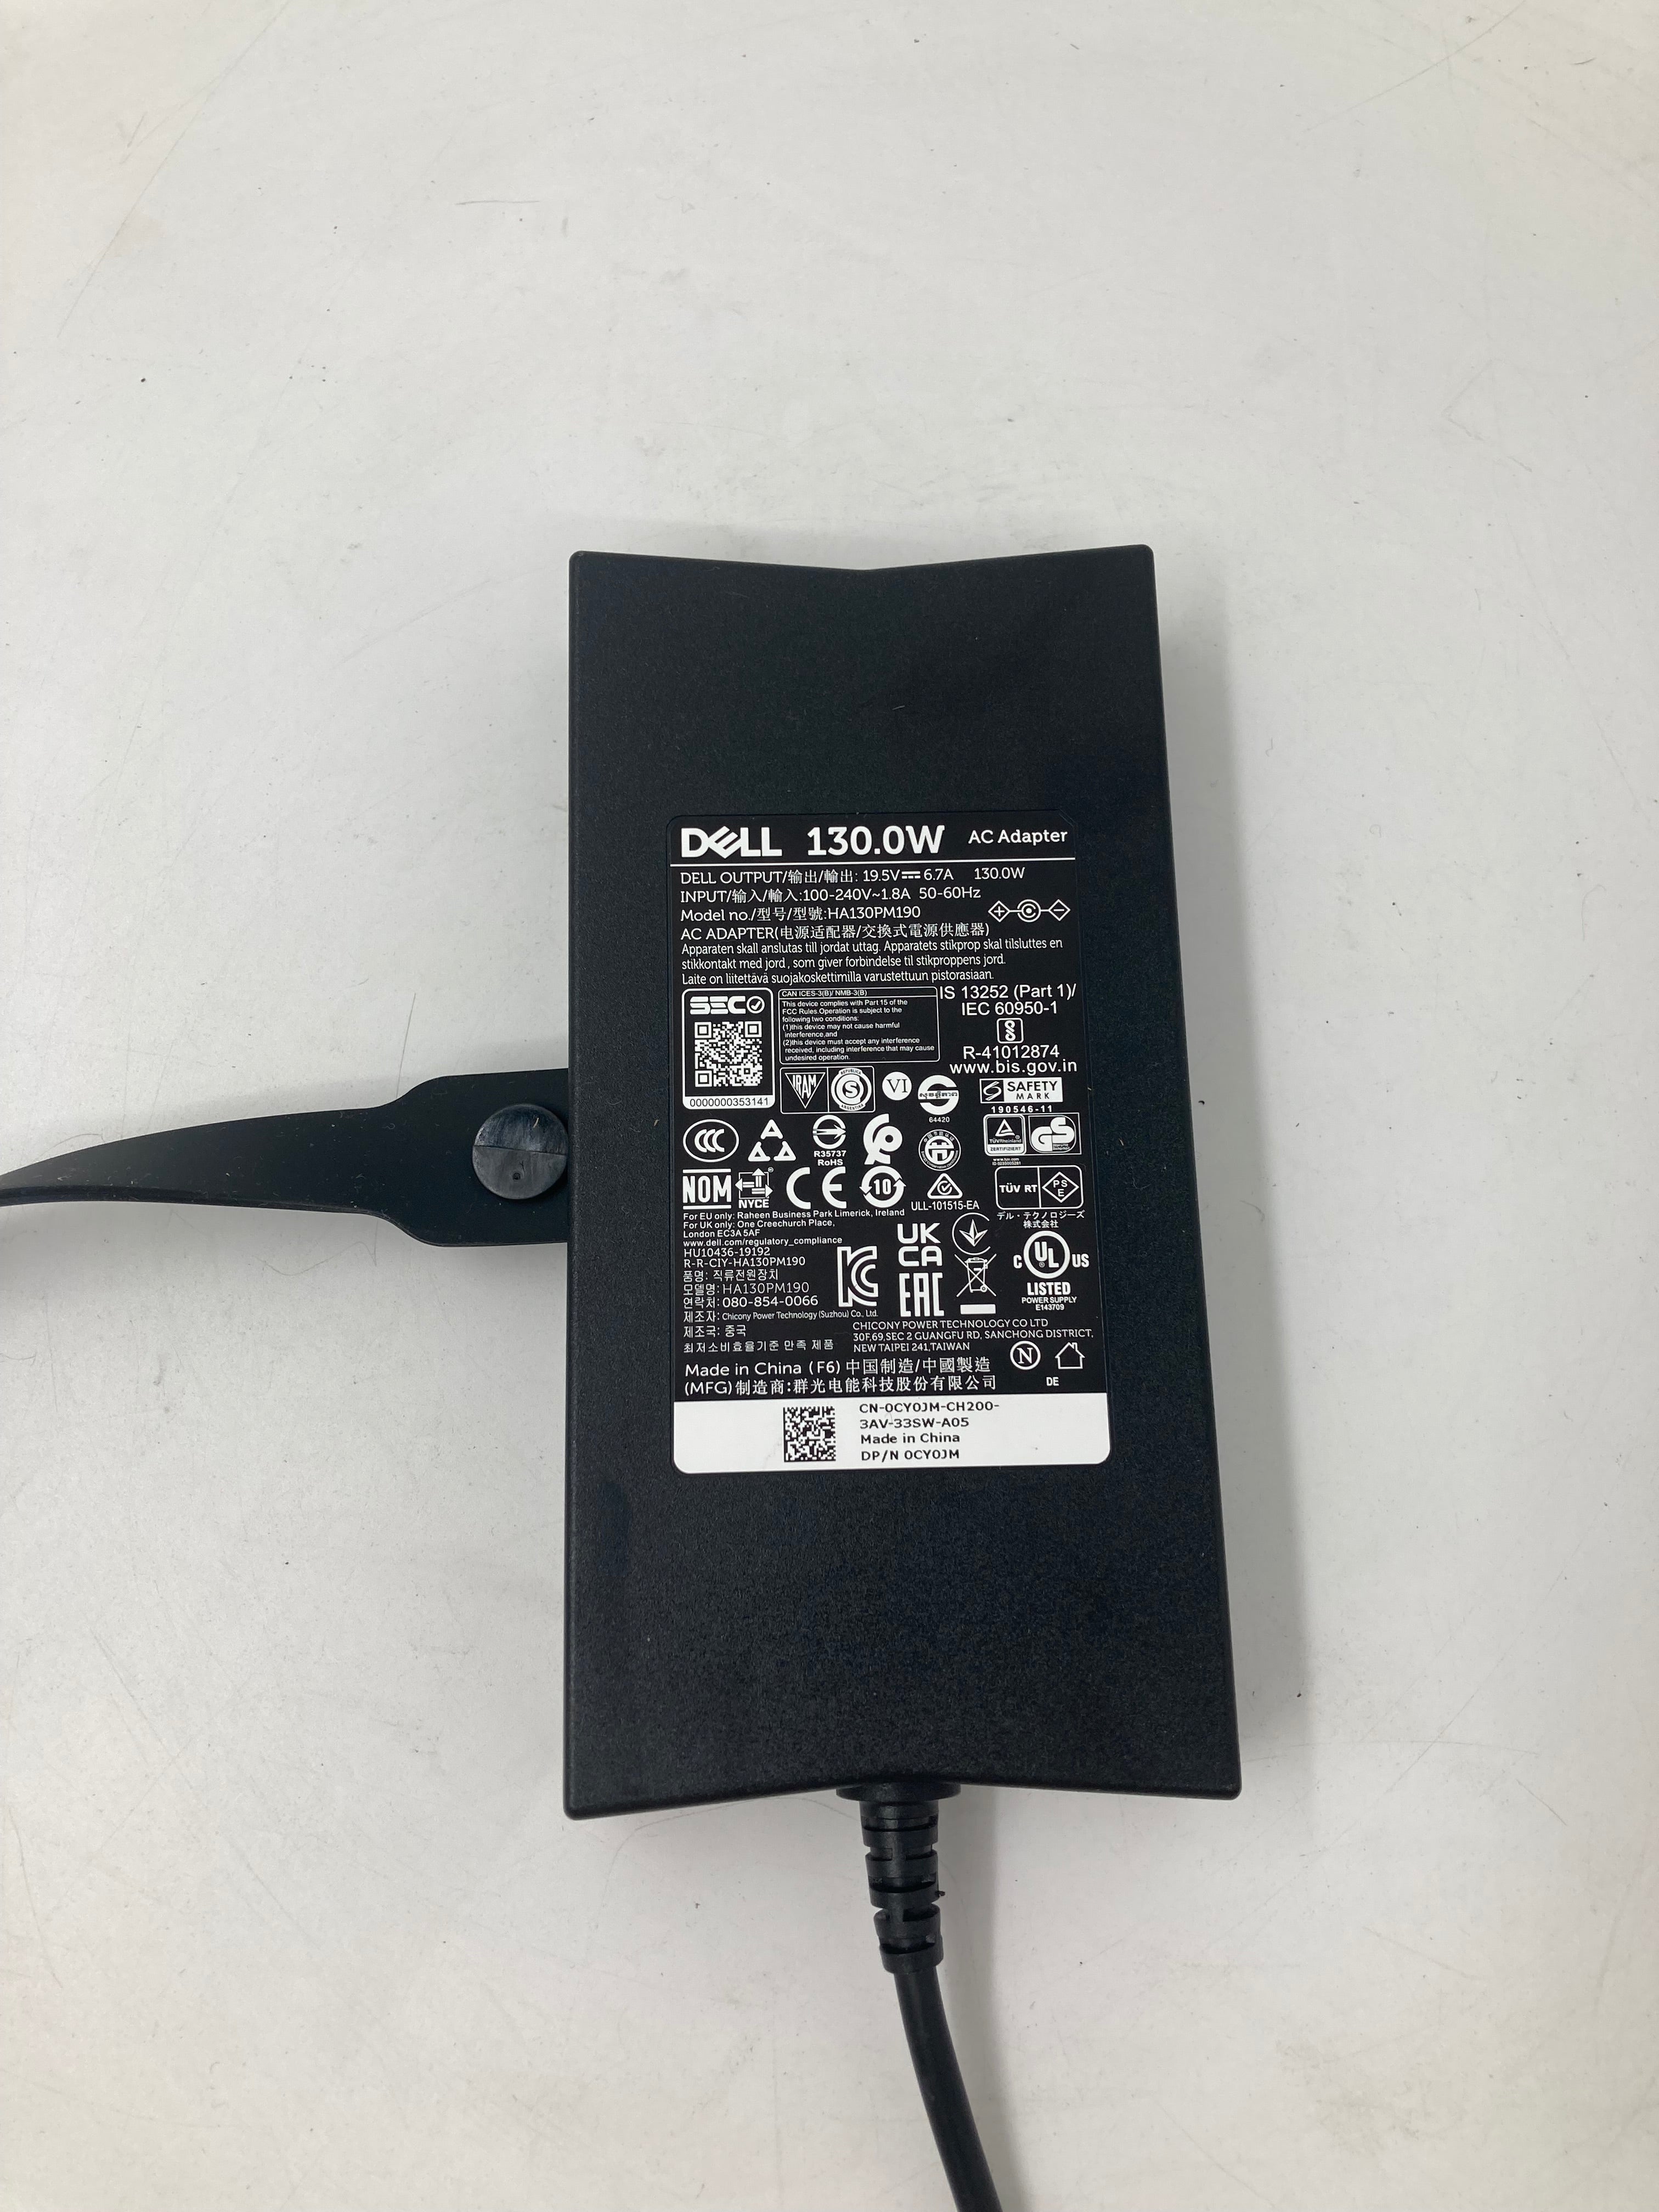 DELL 130.0W AC Adapter
DELL OUTPUT/输出/輸出: 19.5V⎓6.7A 130.0W
INPUT/输入/輸入:100-240V~1.8A 50-60Hz
Model no./型号/型號:HA130PM190
AC ADAPTER(电源适配器/交換式電源供應器)
Apparaten skall anslutas till jordat uttag. Apparatets stikprop skal tilsluttes en
stikkontakt med jord, som giver forbindelse til stikproppens jord.
Laite on liitettävä suojakoskettimilla varustettuun pistorasiaan.
SEC
0000000353141
CAN ICES-3(B)/ NMB-3(B)
This device complies with Part 15 of the
FCC Rules.Operation is subject to the
following two conditions:
(1)this device may not cause harmful
interference,and
(2)this device must accept any interference
received, including interference that may cause
undesired operation.
IS 13252 (Part 1)/
IEC 60950-1
R-41012874
www.bis.gov.in
IRAM
S
VI
64420
SAFETY
MARK
190546-11
CCC
R35737
RoHS
TÜVRheinland
ZERTIFIZIERT
GS
NOM
NYCE
CE
10
ULL-101515-EA
TÜV RT
PS
E
デル・テクノロジーズ
株式会社
For EU only: Raheen Business Park Limerick, Ireland
For UK only: One Creechurch Place,
London EC3A 5AF
www.dell.com/regulatory_compliance
HU10436-19192
R-R-CIY-HA130PM190
品명: 직류전원장치
모델명: HA130PM190
연락처: 080-854-0066
제조자: Chicony Power Technology (Suzhou) Co., Ltd.
제조국: 중국
최저소비효율기준 만족 제품
UK
CA
EAC
C UL US
LISTED
POWER SUPPLY
E143709
CHICONY POWER TECHNOLOGY CO LTD
30F,69,SEC 2 GUANGFU RD, SANCHONG DISTRICT,
NEW TAIPEI 241,TAIWAN
N
DE
Made in China (F6) 中国制造/中國製造
(MFG)制造商:群光电能科技股份有限公司
CN-0CY0JM-CH200-
3AV-33SW-A05
Made in China
DP/N 0CY0JM